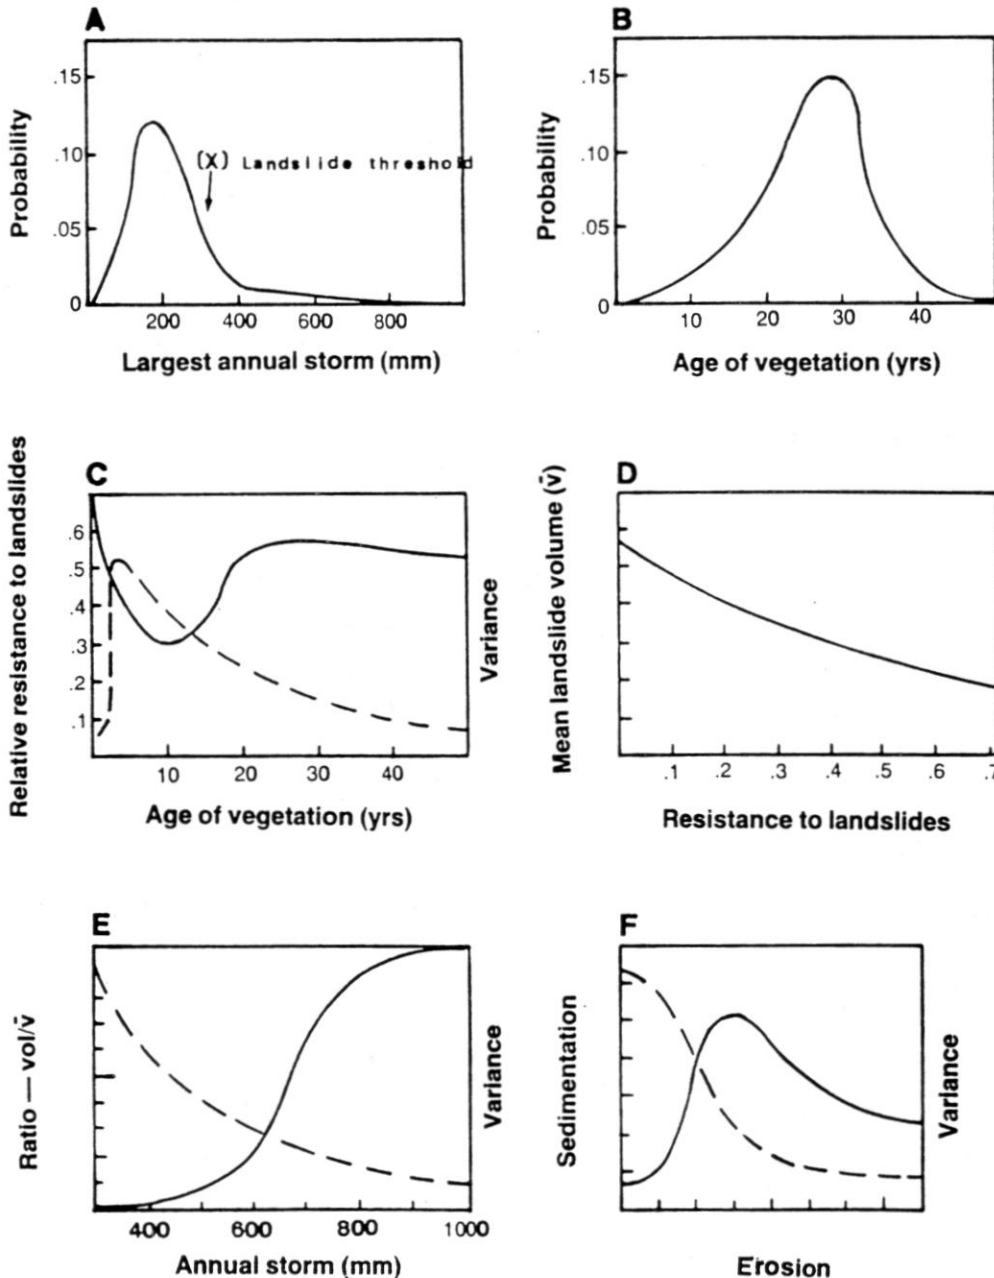 A
Probability
.15
.10
.05
0
(X) Landslide threshold
200
400
600
800
Largest annual storm (mm)
B
Probability
.15
.10
.05
0
10
20
30
40
Age of vegetation (yrs)
C
Relative resistance to landslides
.6
.5
.4
.3
.2
.1
Variance
10
20
30
40
Age of vegetation (yrs)
D
Mean landslide volume (v̄)
.1
.2
.3
.4
.5
.6
.7
Resistance to landslides
E
Ratio — vol/v̄
Variance
400
600
800
1000
Annual storm (mm)
F
Sedimentation
Variance
Erosion